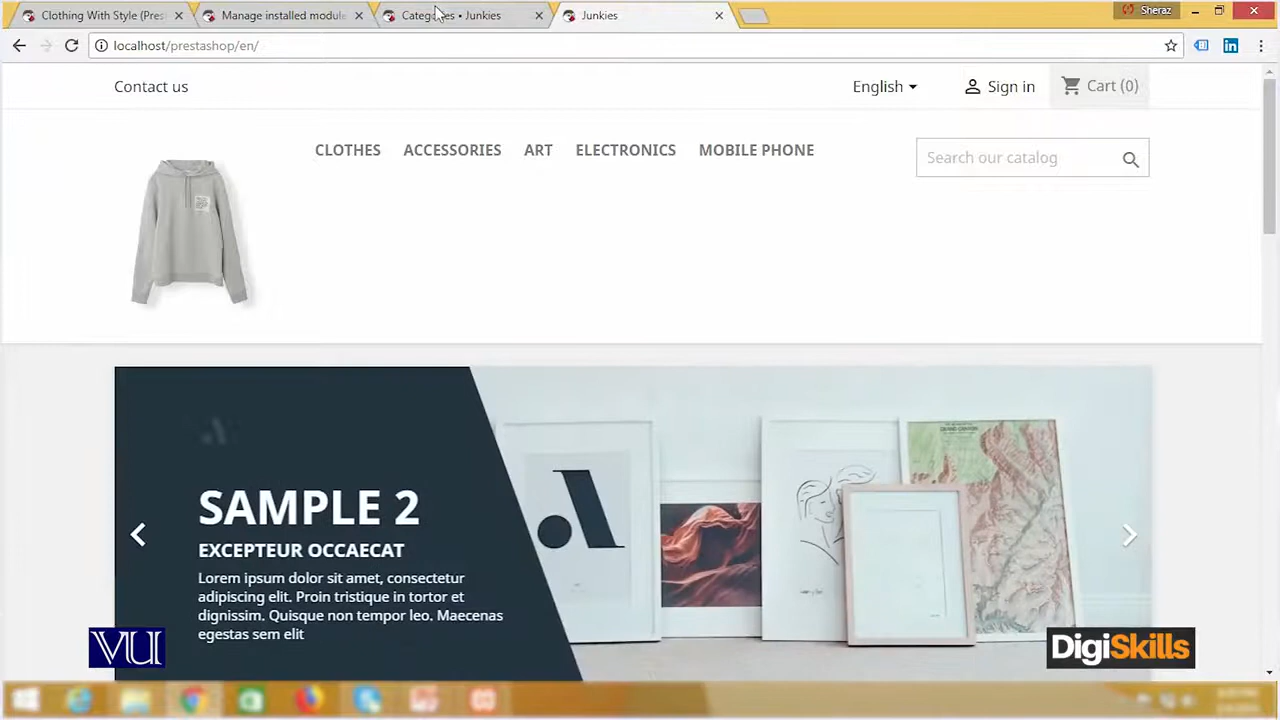 Clothing With Style (Pres
Manage installed module
Categories • Junkies
Junkies
Sheraz
localhost/prestashop/en/
Contact us
English
Sign in
Cart (0)
CLOTHES
ACCESSORIES
ART
ELECTRONICS
MOBILE PHONE
Search our catalog
SAMPLE 2
EXCEPTEUR OCCAECAT
Lorem ipsum dolor sit amet, consectetur
adipiscing elit. Proin tristique in tortor et
dignissim. Quisque non tempor leo. Maecenas
egestas sem elit
VU
DigiSkills